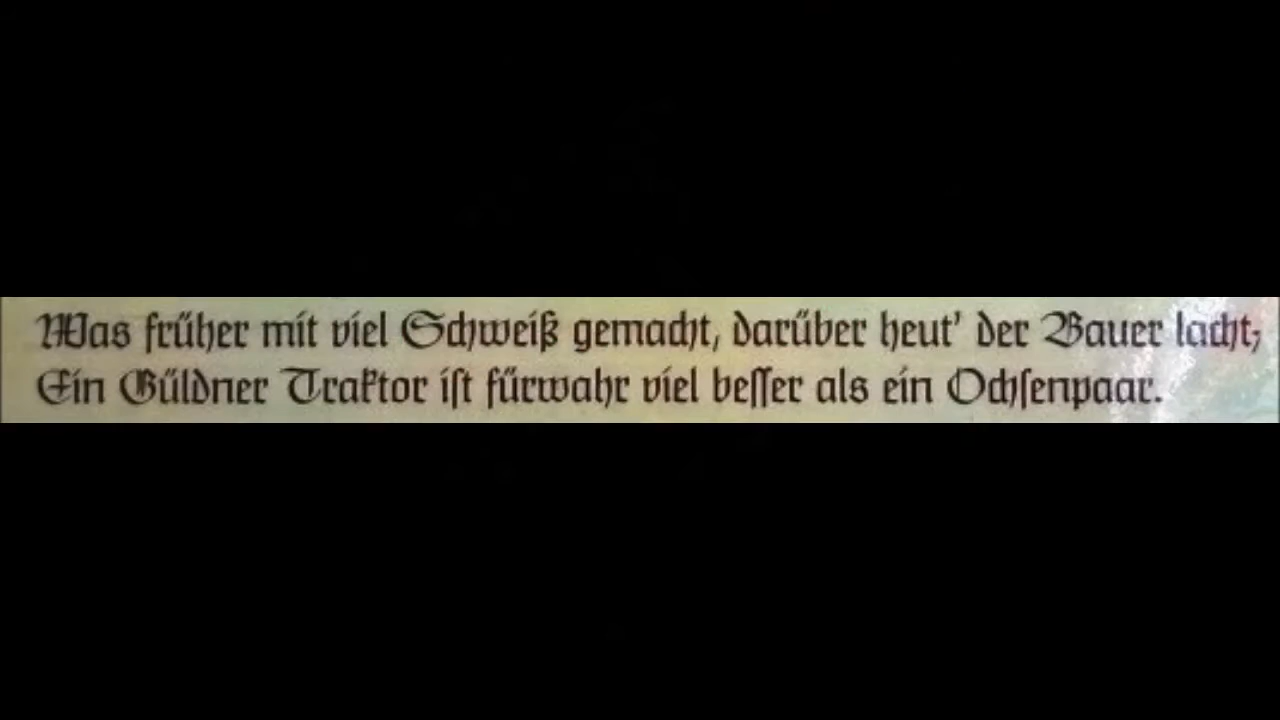 Was früher mit viel Schweiß gemacht, darüber heut' der Bauer lacht;
Ein Güldner Traktor iſt fürwahr viel beſſer als ein Ochſenpaar.